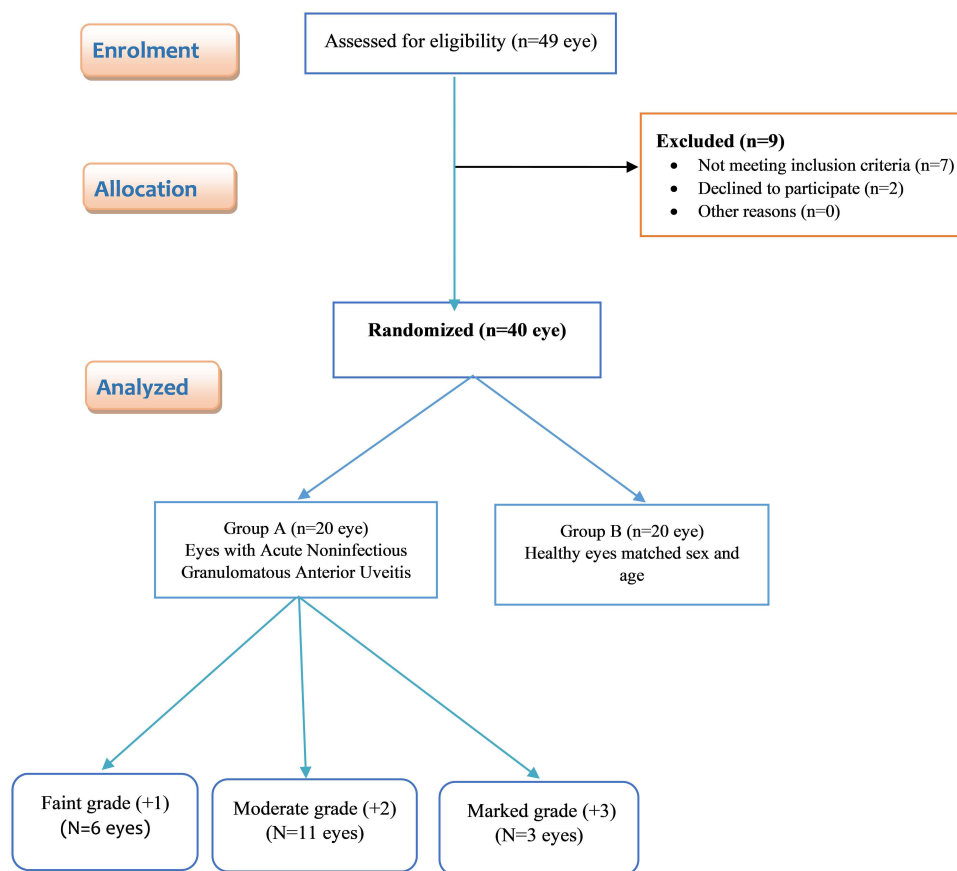 Enrolment
Assessed for eligibility (n=49 eye)
Excluded (n=9)
• Not meeting inclusion criteria (n=7)
• Declined to participate (n=2)
• Other reasons (n=0)
Allocation
Randomized (n=40 eye)
Analyzed
Group A (n=20 eye)
Eyes with Acute Noninfectious
Granulomatous Anterior Uveitis
Group B (n=20 eye)
Healthy eyes matched sex and
age
Faint grade (+1)
(N=6 eyes)
Moderate grade (+2)
(N=11 eyes)
Marked grade (+3)
(N=3 eyes)